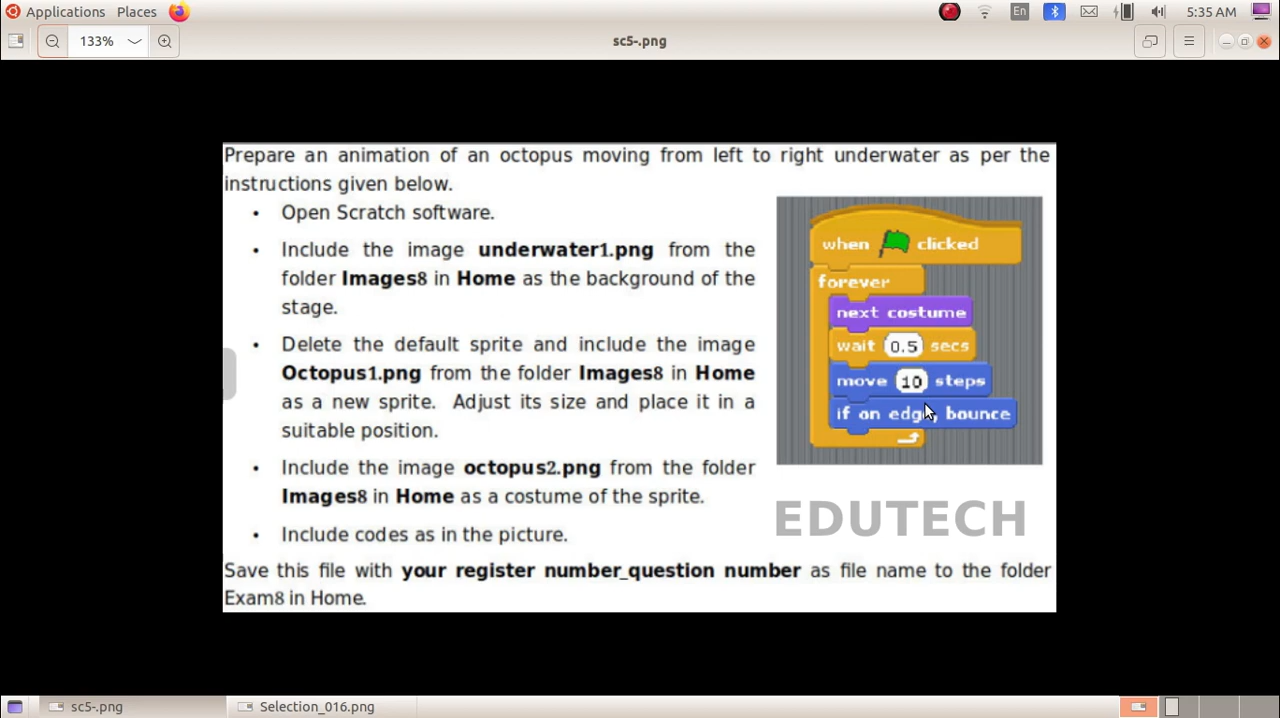 Applications Places En 5:35 AM
133% sc5-.png
Prepare an animation of an octopus moving from left to right underwater as per the
instructions given below.
• Open Scratch software.
• Include the image underwater1.png from the
folder Images8 in Home as the background of the
stage.
• Delete the default sprite and include the image
Octopus1.png from the folder Images8 in Home
as a new sprite. Adjust its size and place it in a
suitable position.
• Include the image octopus2.png from the folder
Images8 in Home as a costume of the sprite.
• Include codes as in the picture.
when clicked
forever
next costume
wait 0.5 secs
move 10 steps
if on edge, bounce
EDUTECH
Save this file with your register number_question number as file name to the folder
Exam8 in Home.
sc5-.png Selection_016.png